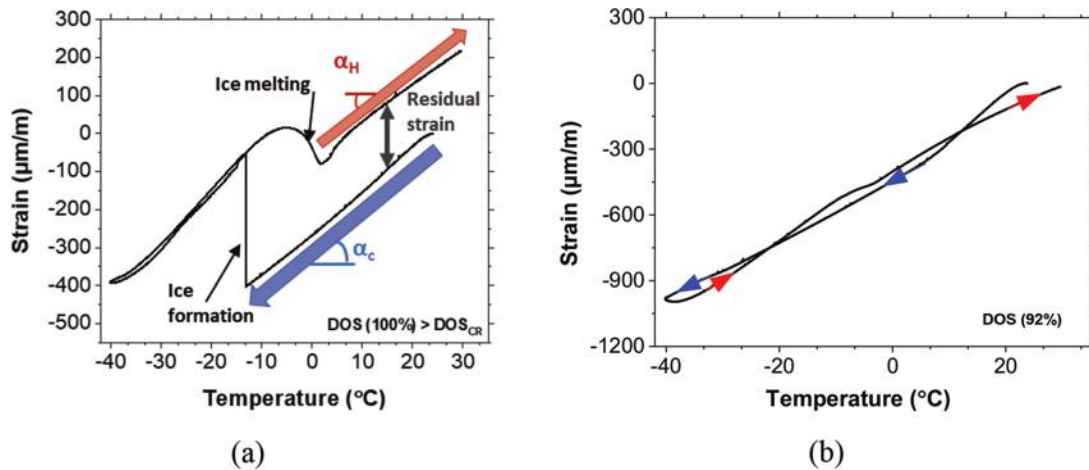 300
200
100
0
-100
-200
-300
-400
-500
Strain (µm/m)
Ice melting
αH
Residual
strain
αc
Ice
formation
DOS (100%) > DOSCR
-40 -30 -20 -10 0 10 20 30
Temperature (°C)
(a)
300
0
-300
-600
-900
-1200
Strain (µm/m)
DOS (92%)
-40 -20 0 20
Temperature (°C)
(b)